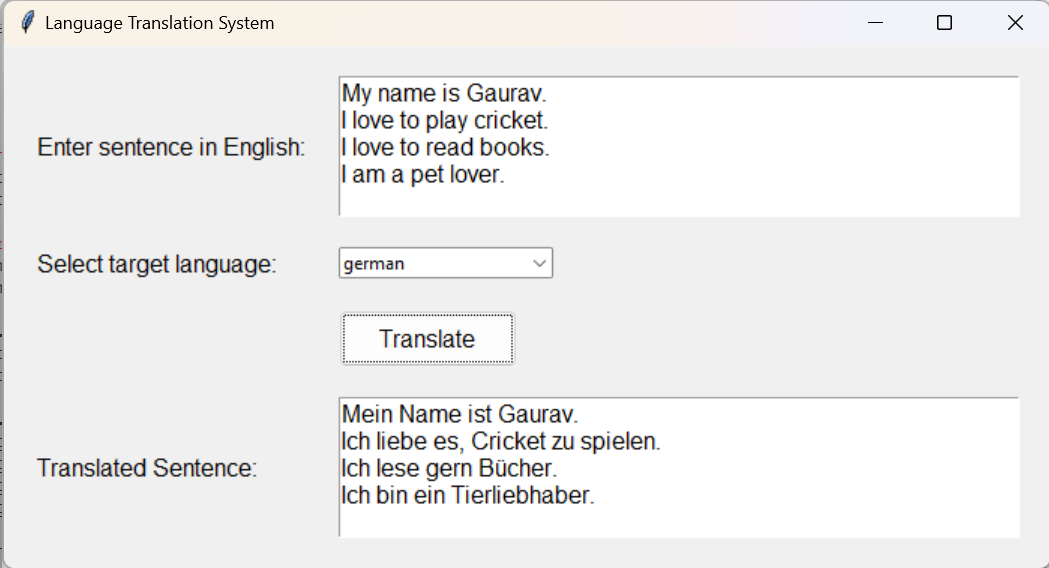 Language Translation System
Enter sentence in English:
My name is Gaurav.
I love to play cricket.
I love to read books.
I am a pet lover.
Select target language:
german
Translate
Translated Sentence:
Mein Name ist Gaurav.
Ich liebe es, Cricket zu spielen.
Ich lese gern Bücher.
Ich bin ein Tierliebhaber.